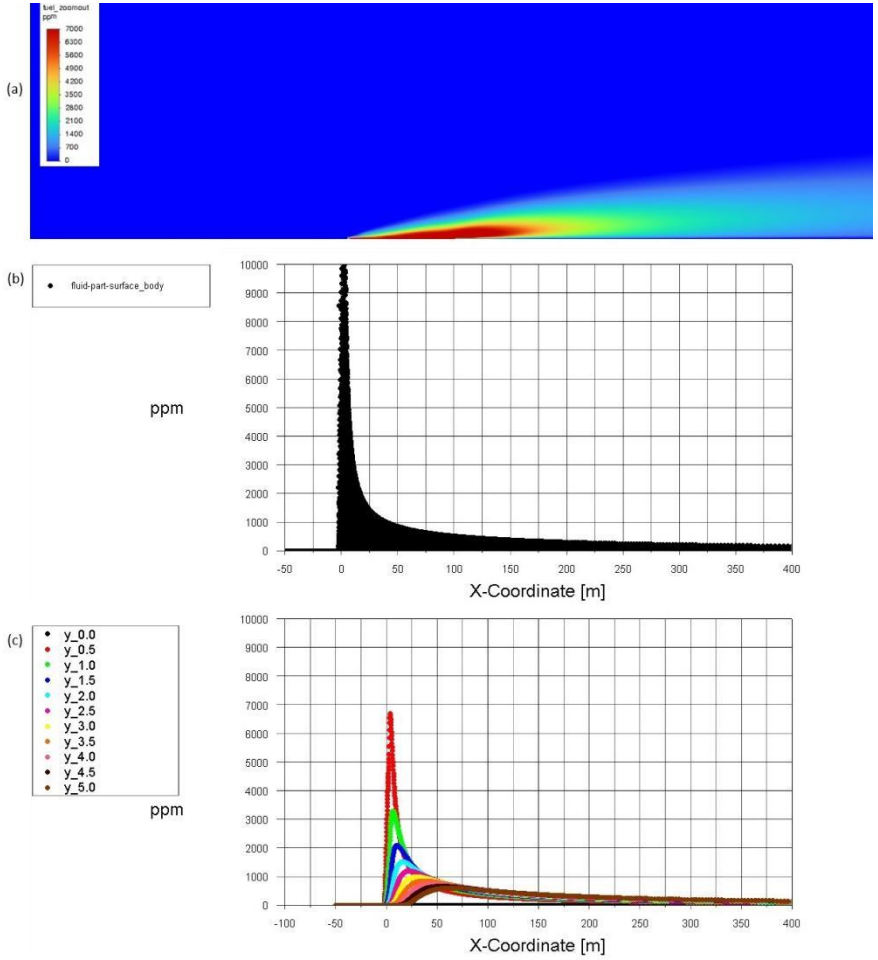 (a)
fuel_zoomout
ppm
7000
6300
5600
4900
4200
3500
2800
2100
1400
700
0
(b)
fluid-part-surface_body
ppm
10000
9000
8000
7000
6000
5000
4000
3000
2000
1000
0
-50 0 50 100 150 200 250 300 350 400
X-Coordinate [m]
(c)
y_0.0
y_0.5
y_1.0
y_1.5
y_2.0
y_2.5
y_3.0
y_3.5
y_4.0
y_4.5
y_5.0
ppm
10000
9000
8000
7000
6000
5000
4000
3000
2000
1000
0
-100 -50 0 50 100 150 200 250 300 350 400
X-Coordinate [m]